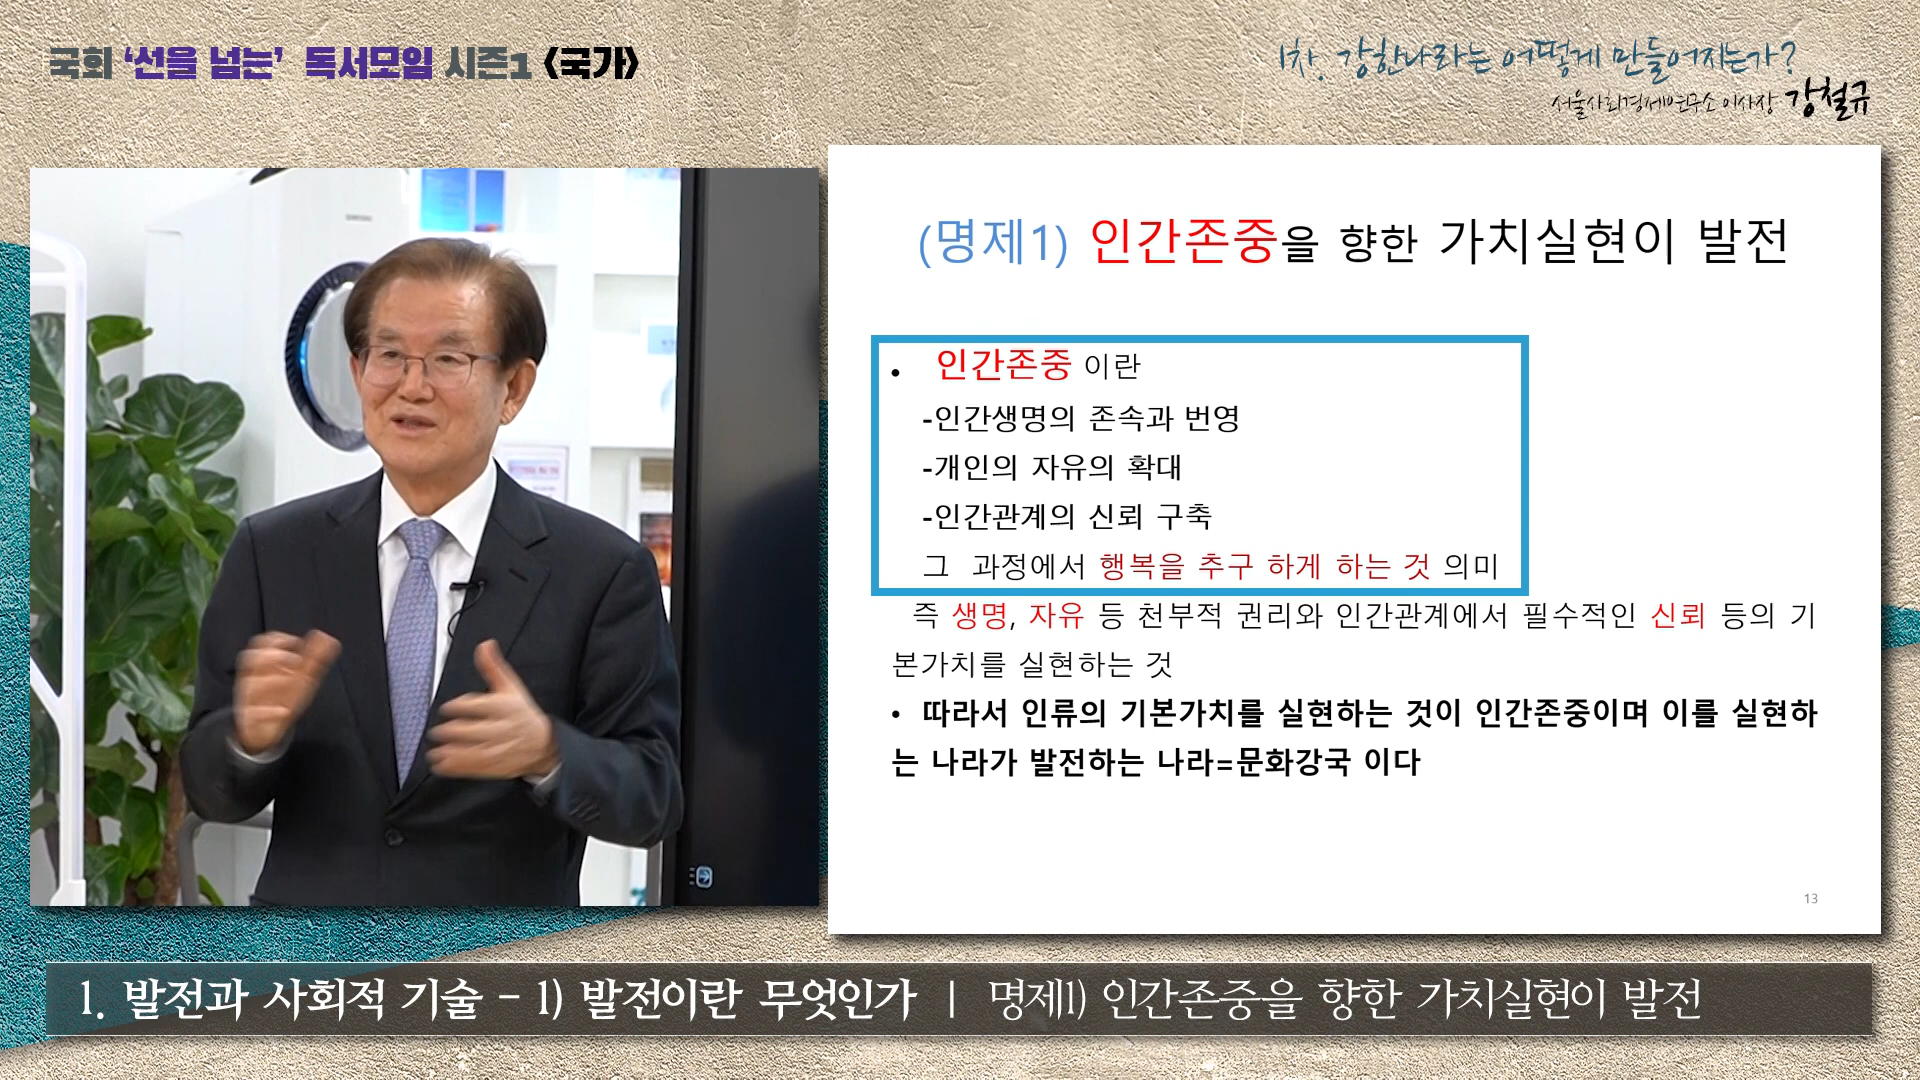 국회 ‘선을 넘는’ 독서모임 시즌1 <국가>
1차. 강한나라는 어떻게 만들어지는가?
서울사회경제연구소 이사장 강철규
(명제1) 인간존중을 향한 가치실현이 발전
• 인간존중 이란
-인간생명의 존속과 번영
-개인의 자유의 확대
-인간관계의 신뢰 구축
그 과정에서 행복을 추구 하게 하는 것 의미
즉 생명, 자유 등 천부적 권리와 인간관계에서 필수적인 신뢰 등의 기
본가치를 실현하는 것
• 따라서 인류의 기본가치를 실현하는 것이 인간존중이며 이를 실현하
는 나라가 발전하는 나라=문화강국 이다
13
1. 발전과 사회적 기술 - 1) 발전이란 무엇인가 | 명제1) 인간존중을 향한 가치실현이 발전